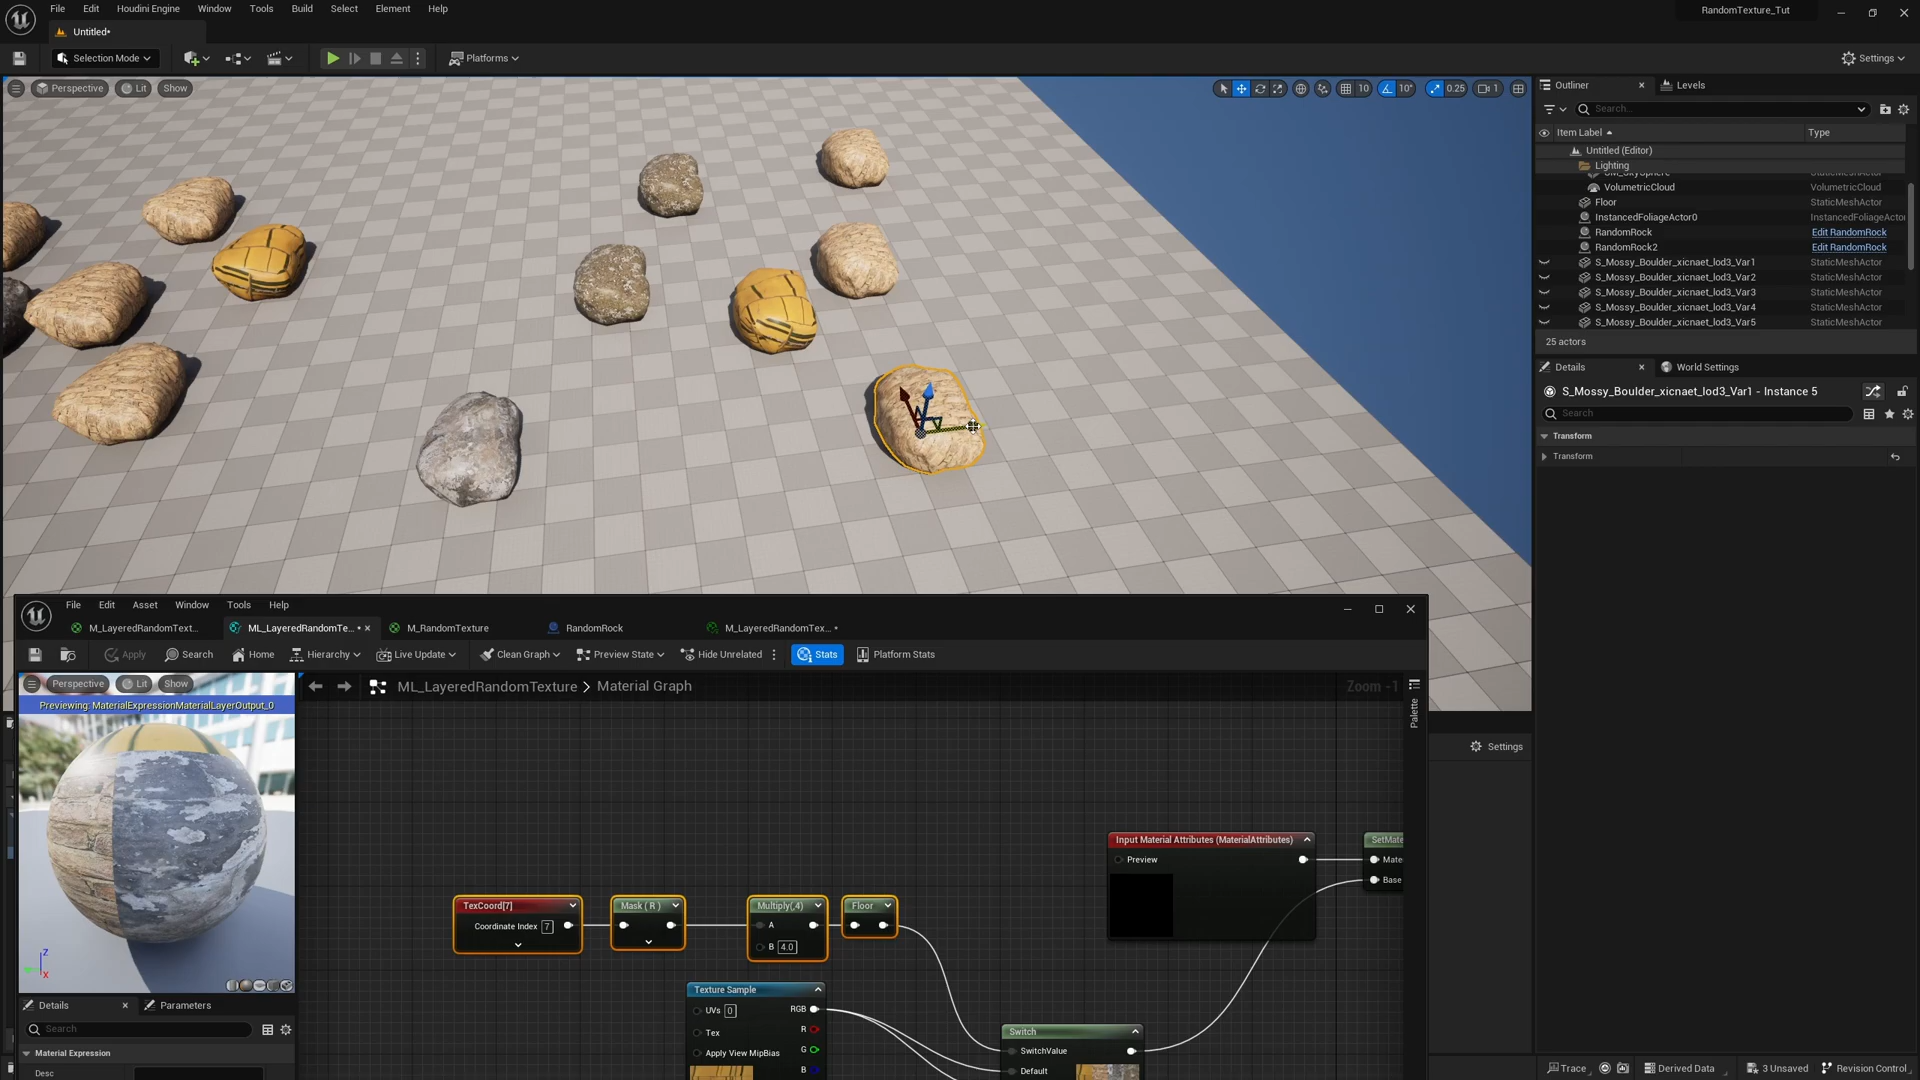 File Edit Houdini Engine Window Tools Build Select Element Help
RandomTexture_Tut
Untitled*
Selection Mode
Platforms
Settings
Perspective Lit Show
10 10° 0.25 1
Outliner Levels
Search...
Item Label Type
Untitled (Editor)
Lighting
SM_SkySphere StaticMeshActor
VolumetricCloud VolumetricCloud
Floor StaticMeshActor
InstancedFoliageActor0 InstancedFoliageActor
RandomRock Edit RandomRock
RandomRock2 Edit RandomRock
S_Mossy_Boulder_xicnaet_lod3_Var1 StaticMeshActor
S_Mossy_Boulder_xicnaet_lod3_Var2 StaticMeshActor
S_Mossy_Boulder_xicnaet_lod3_Var3 StaticMeshActor
S_Mossy_Boulder_xicnaet_lod3_Var4 StaticMeshActor
S_Mossy_Boulder_xicnaet_lod3_Var5 StaticMeshActor
25 actors
Details World Settings
S_Mossy_Boulder_xicnaet_lod3_Var1 - Instance 5
Search
Transform
Transform
File Edit Asset Window Tools Help
M_LayeredRandomText... ML_LayeredRandomTe... • M_RandomTexture RandomRock M_LayeredRandomTex... •
Apply Search Home Hierarchy Live Update Clean Graph Preview State Hide Unrelated Stats Platform Stats
Perspective Lit Show
ML_LayeredRandomTexture > Material Graph
Zoom -1
Palette
Previewing: MaterialExpressionMaterialLayerOutput_0
Settings
Input Material Attributes (MaterialAttributes)
Preview
SetMate
Mate
Base
TexCoord[7]
Coordinate Index 7
Mask ( R )
Multiply(,4)
A
B 4.0
Floor
Z
X
Texture Sample
UVs 0 RGB
Tex R
Apply View MipBias G
B
Switch
SwitchValue
Default
Details Parameters
Search
Material Expression
Desc
Trace Derived Data 3 Unsaved Revision Control